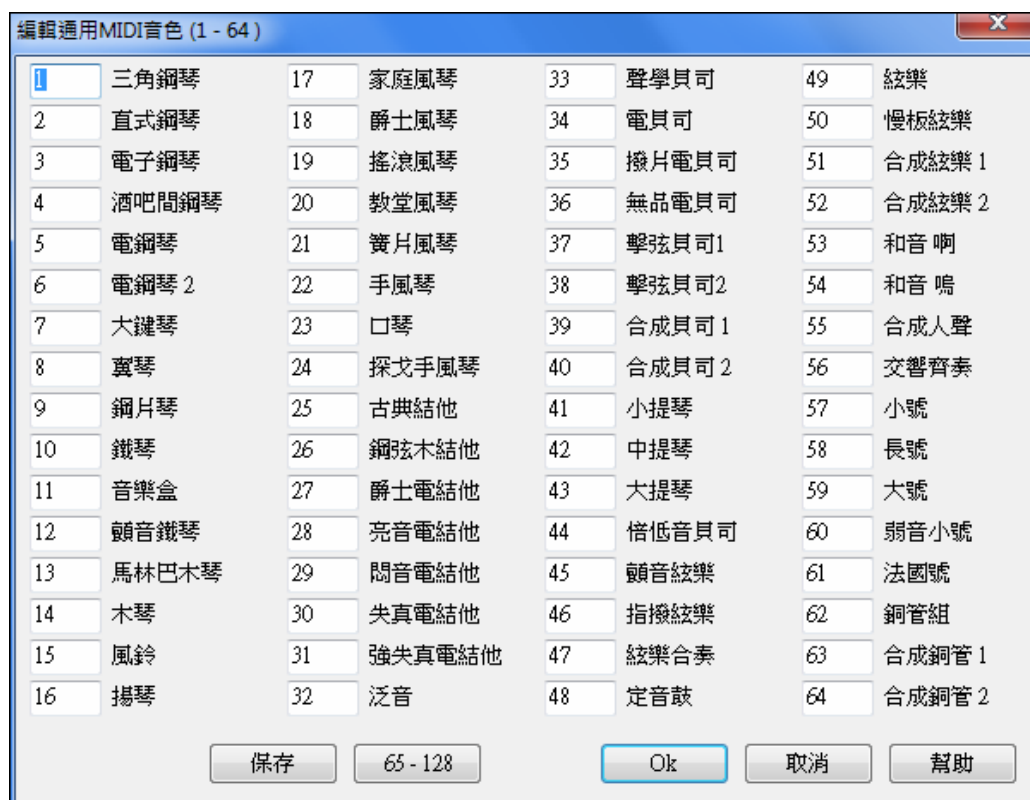 編輯通用MIDI音色 (1 - 64 )
1 三角鋼琴 17 家庭風琴 33 聲學貝司 49 絃樂
2 直式鋼琴 18 爵士風琴 34 電貝司 50 慢板絃樂
3 電子鋼琴 19 搖滾風琴 35 撥片電貝司 51 合成絃樂 1
4 酒吧間鋼琴 20 教堂風琴 36 無品電貝司 52 合成絃樂 2
5 電鋼琴 21 簧片風琴 37 擊弦貝司1 53 和音 啊
6 電鋼琴 2 22 手風琴 38 擊弦貝司2 54 和音 嗚
7 大鍵琴 23 口琴 39 合成貝司 1 55 合成人聲
8 翼琴 24 探戈手風琴 40 合成貝司 2 56 交響齊奏
9 鋼片琴 25 古典結他 41 小提琴 57 小號
10 鐵琴 26 鋼弦木結他 42 中提琴 58 長號
11 音樂盒 27 爵士電結他 43 大提琴 59 大號
12 顫音鐵琴 28 亮音電結他 44 倍低音貝司 60 弱音小號
13 馬林巴木琴 29 悶音電結他 45 顫音絃樂 61 法國號
14 木琴 30 失真電結他 46 指撥絃樂 62 銅管組
15 風鈴 31 強失真電結他 47 絃樂合奏 63 合成銅管 1
16 揚琴 32 泛音 48 定音鼓 64 合成銅管 2
保存 65 - 128 Ok 取消 幫助